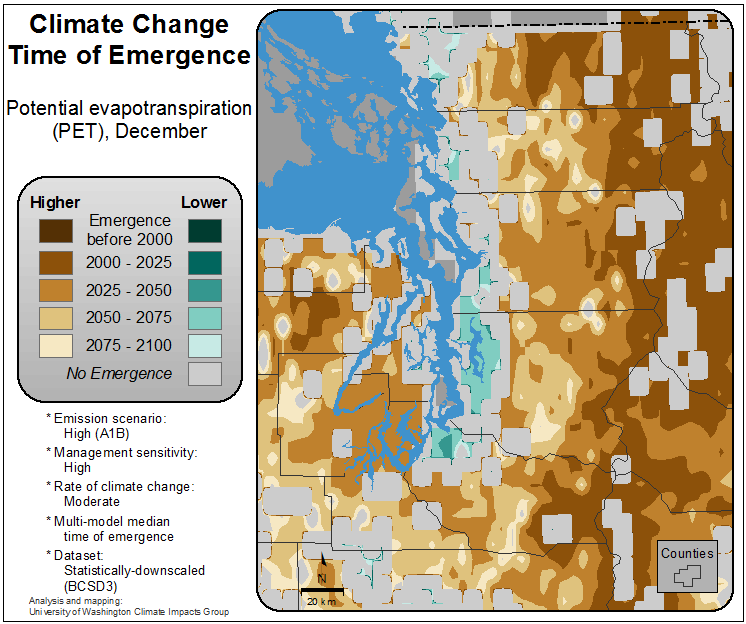 Climate Change
Time of Emergence
Potential evapotranspiration
(PET), December
Higher Lower
Emergence
before 2000
2000 - 2025
2025 - 2050
2050 - 2075
2075 - 2100
No Emergence
* Emission scenario:
High (A1B)
* Management sensitivity:
High
* Rate of climate change:
Moderate
* Multi-model median
time of emergence
* Dataset:
Statistically-downscaled
(BCSD3)
Analysis and mapping:
University of Washington Climate Impacts Group
N
20 km
Counties